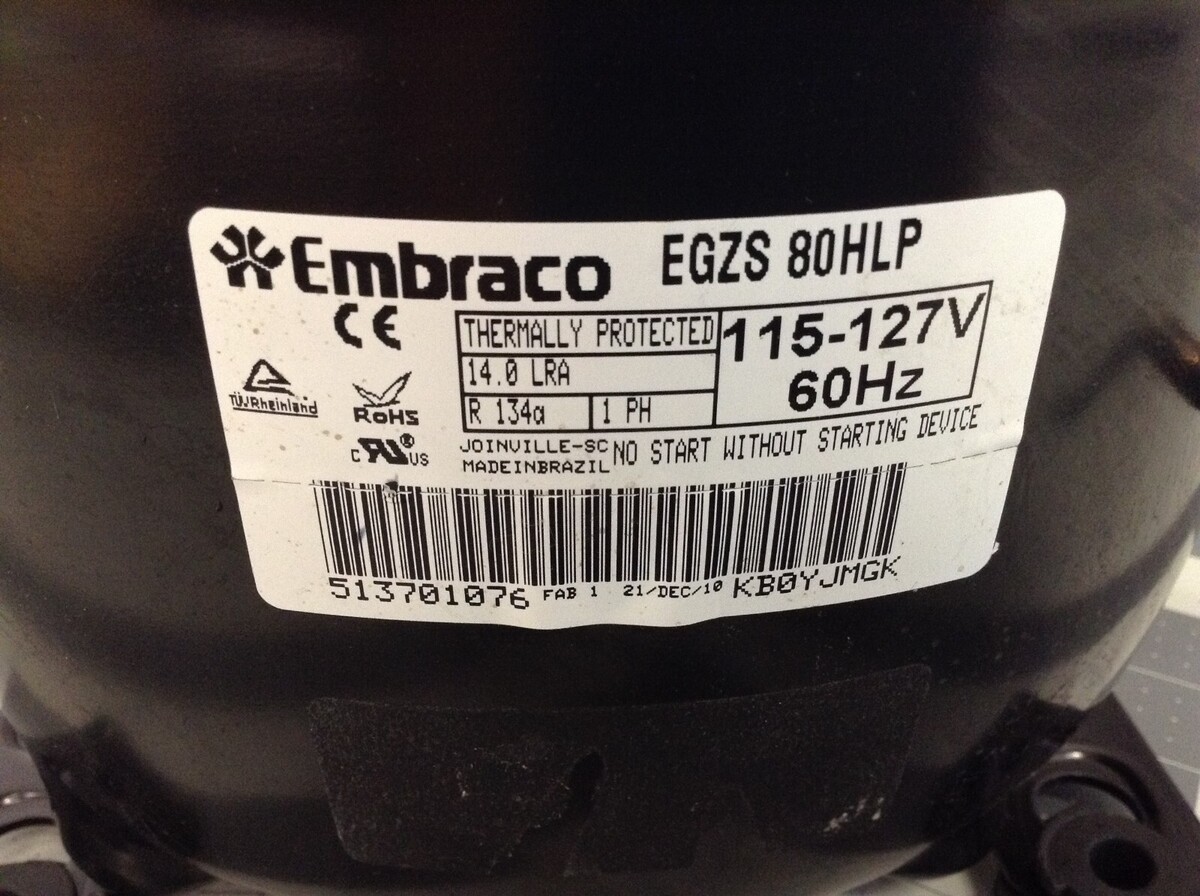 Embraco EGZS 80HLP
CE
THERMALLY PROTECTED
14.0 LRA
R 134a 1 PH
115-127V
60Hz
TÜVRheinland
RoHS
c RU® US
JOINVILLE-SC
MADEINBRAZIL
NO START WITHOUT STARTING DEVICE
513701076 FAB 1 21/DEC/10 KB0YJMGK